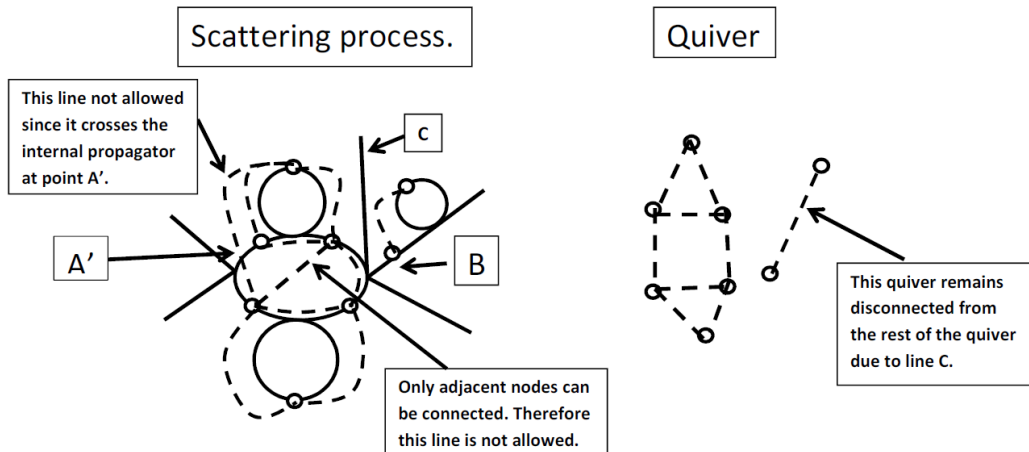 Scattering process.
Quiver
This line not allowed
since it crosses the
internal propagator
at point A’.
C
A’
B
This quiver remains
disconnected from
the rest of the quiver
due to line C.
Only adjacent nodes can
be connected. Therefore
this line is not allowed.